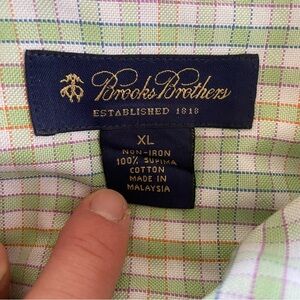 Brooks Brothers
ESTABLISHED 1818
XL
NON-IRON
100% SUPIMA
COTTON
MADE IN
MALAYSIA